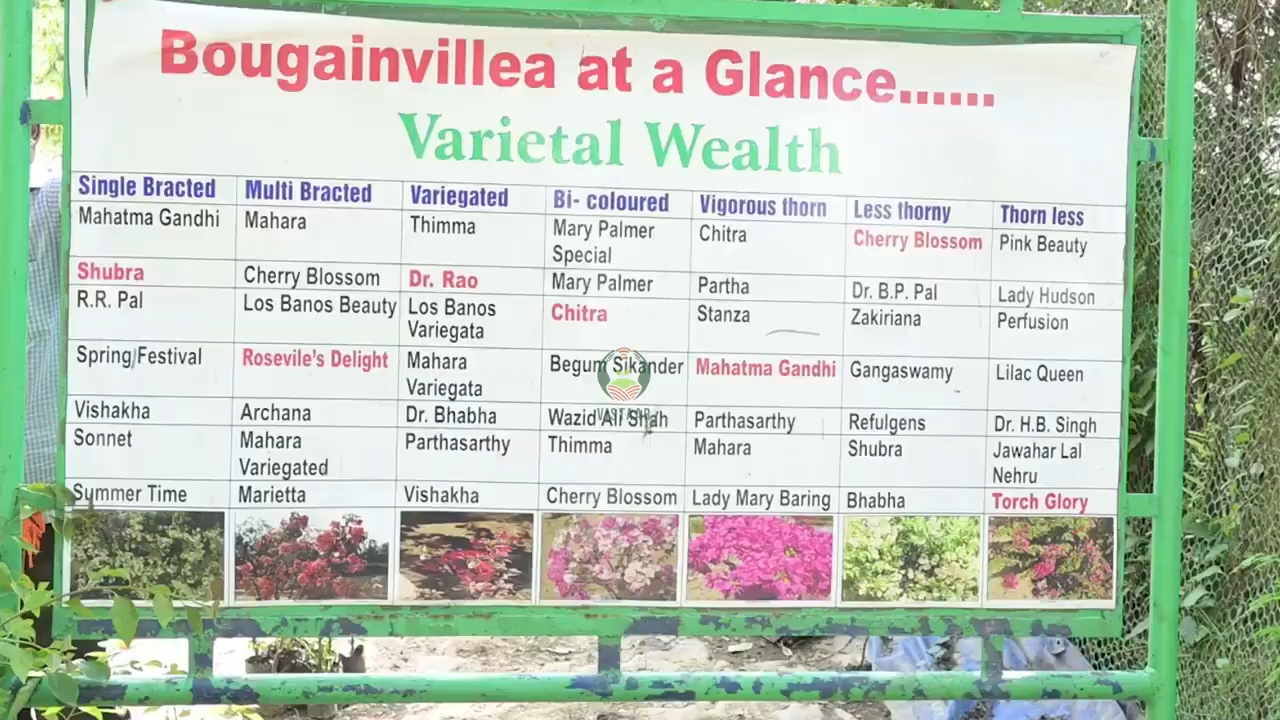 Bougainvillea at a Glance......
Varietal Wealth
Single Bracted Multi Bracted Variegated Bi- coloured Vigorous thorn Less thorny Thorn less
Mahatma Gandhi Mahara Thimma Mary Palmer Special Chitra Cherry Blossom Pink Beauty
Shubra Cherry Blossom Dr. Rao Mary Palmer Partha Dr. B.P. Pal Lady Hudson
R.R. Pal Los Banos Beauty Los Banos Variegata Chitra Stanza Zakiriana Perfusion
Spring/Festival Rosevile's Delight Mahara Variegata Begum Sikander Mahatma Gandhi Gangaswamy Lilac Queen
Vishakha Archana Dr. Bhabha Wazid Ali Shah Parthasarthy Refulgens Dr. H.B. Singh
Sonnet Mahara Variegated Parthasarthy Thimma Mahara Shubra Jawahar Lal Nehru
Summer Time Marietta Vishakha Cherry Blossom Lady Mary Baring Bhabha Torch Glory